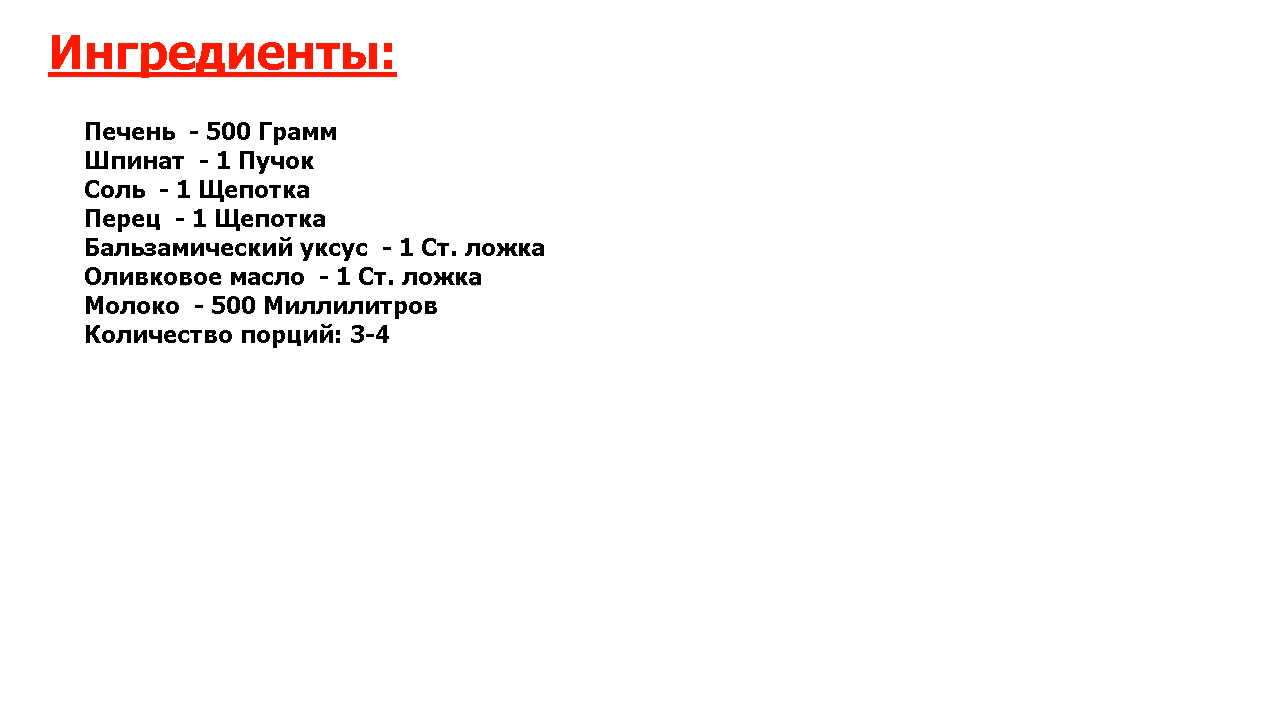 Ингредиенты:
Печень - 500 Грамм
Шпинат - 1 Пучок
Соль - 1 Щепотка
Перец - 1 Щепотка
Бальзамический уксус - 1 Ст. ложка
Оливковое масло - 1 Ст. ложка
Молоко - 500 Миллилитров
Количество порций: 3-4